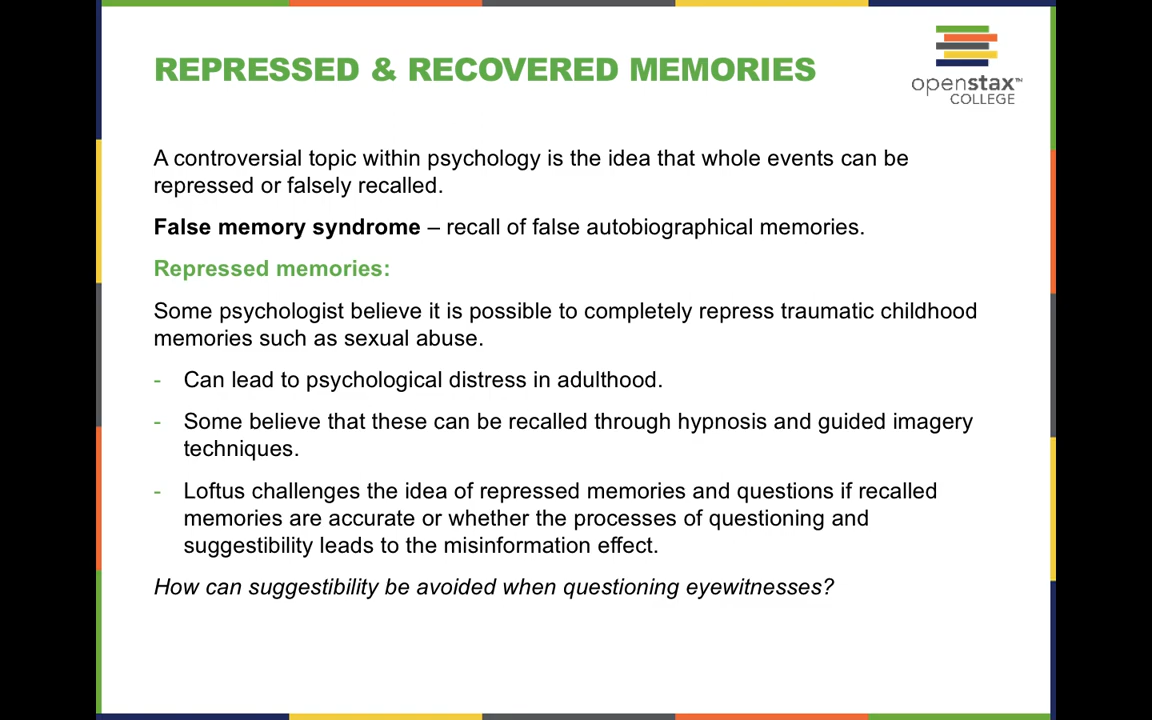 REPRESSED & RECOVERED MEMORIES
openstax™
COLLEGE
A controversial topic within psychology is the idea that whole events can be
repressed or falsely recalled.
False memory syndrome – recall of false autobiographical memories.
Repressed memories:
Some psychologist believe it is possible to completely repress traumatic childhood
memories such as sexual abuse.
- Can lead to psychological distress in adulthood.
- Some believe that these can be recalled through hypnosis and guided imagery
techniques.
- Loftus challenges the idea of repressed memories and questions if recalled
memories are accurate or whether the processes of questioning and
suggestibility leads to the misinformation effect.
How can suggestibility be avoided when questioning eyewitnesses?